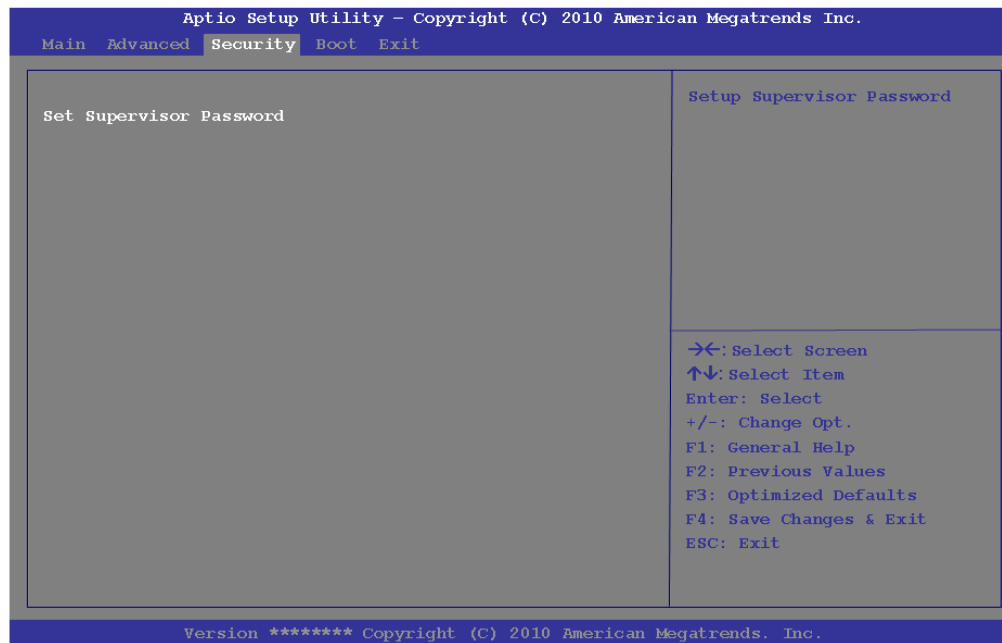 Aptio Setup Utility – Copyright (C) 2010 American Megatrends Inc.
Main Advanced Security Boot Exit
Set Supervisor Password
Setup Supervisor Password
→←: Select Screen
↑↓: Select Item
Enter: Select
+/-: Change Opt.
F1: General Help
F2: Previous Values
F3: Optimized Defaults
F4: Save Changes & Exit
ESC: Exit
Version ******** Copyright (C) 2010 American Megatrends. Inc.